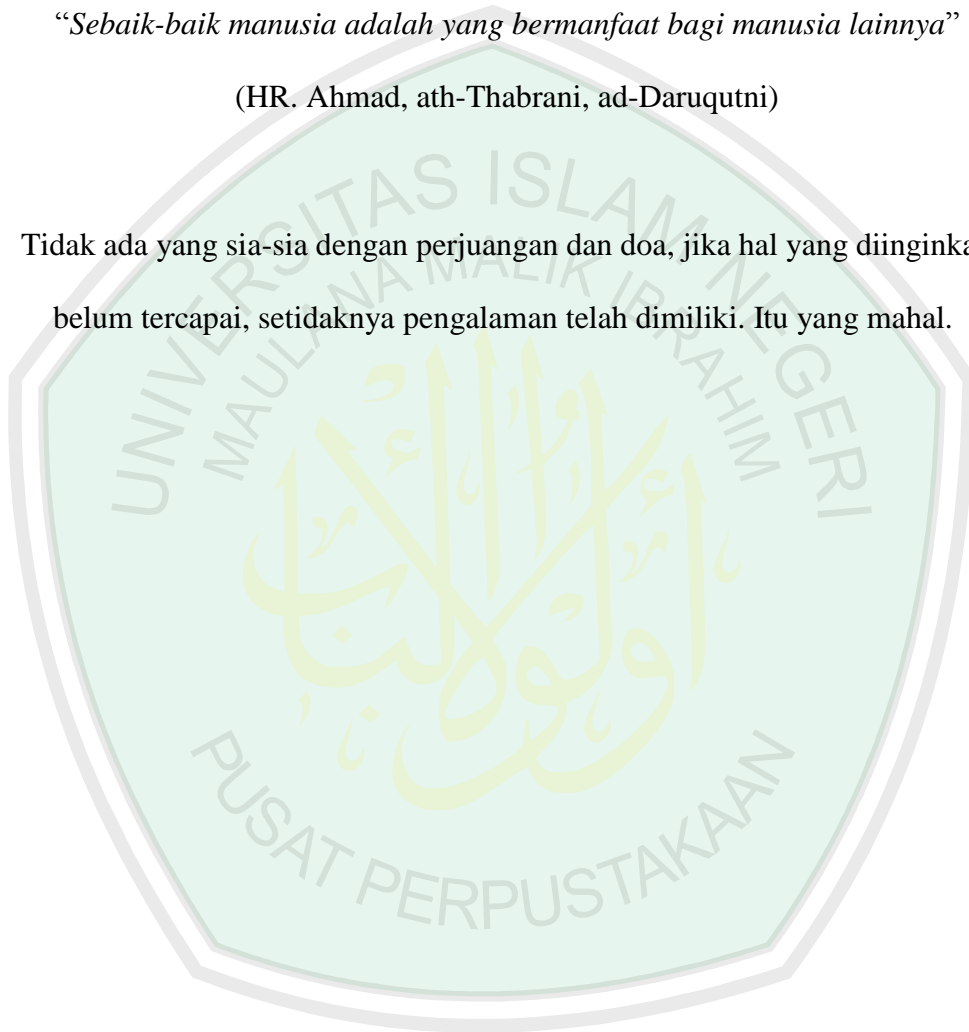 “Sebaik-baik manusia adalah yang bermanfaat bagi manusia lainnya”
(HR. Ahmad, ath-Thabrani, ad-Daruqutni)
UNIVERSITAS ISLAM NEGERI
MAULANA MALIK IBRAHIM
Tidak ada yang sia-sia dengan perjuangan dan doa, jika hal yang diinginka
belum tercapai, setidaknya pengalaman telah dimiliki. Itu yang mahal.
أولوا الألباب
PUSAT PERPUSTAKAAN